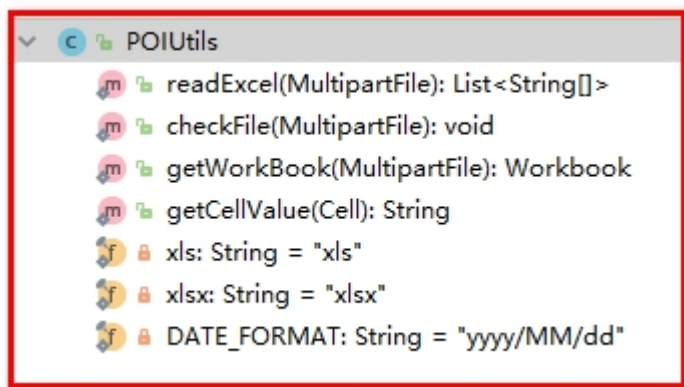 POIUtils
readExcel(MultipartFile): List<String[]>
checkFile(MultipartFile): void
getWorkBook(MultipartFile): Workbook
getCellValue(Cell): String
xls: String = "xls"
xlsx: String = "xlsx"
DATE_FORMAT: String = "yyyy/MM/dd"